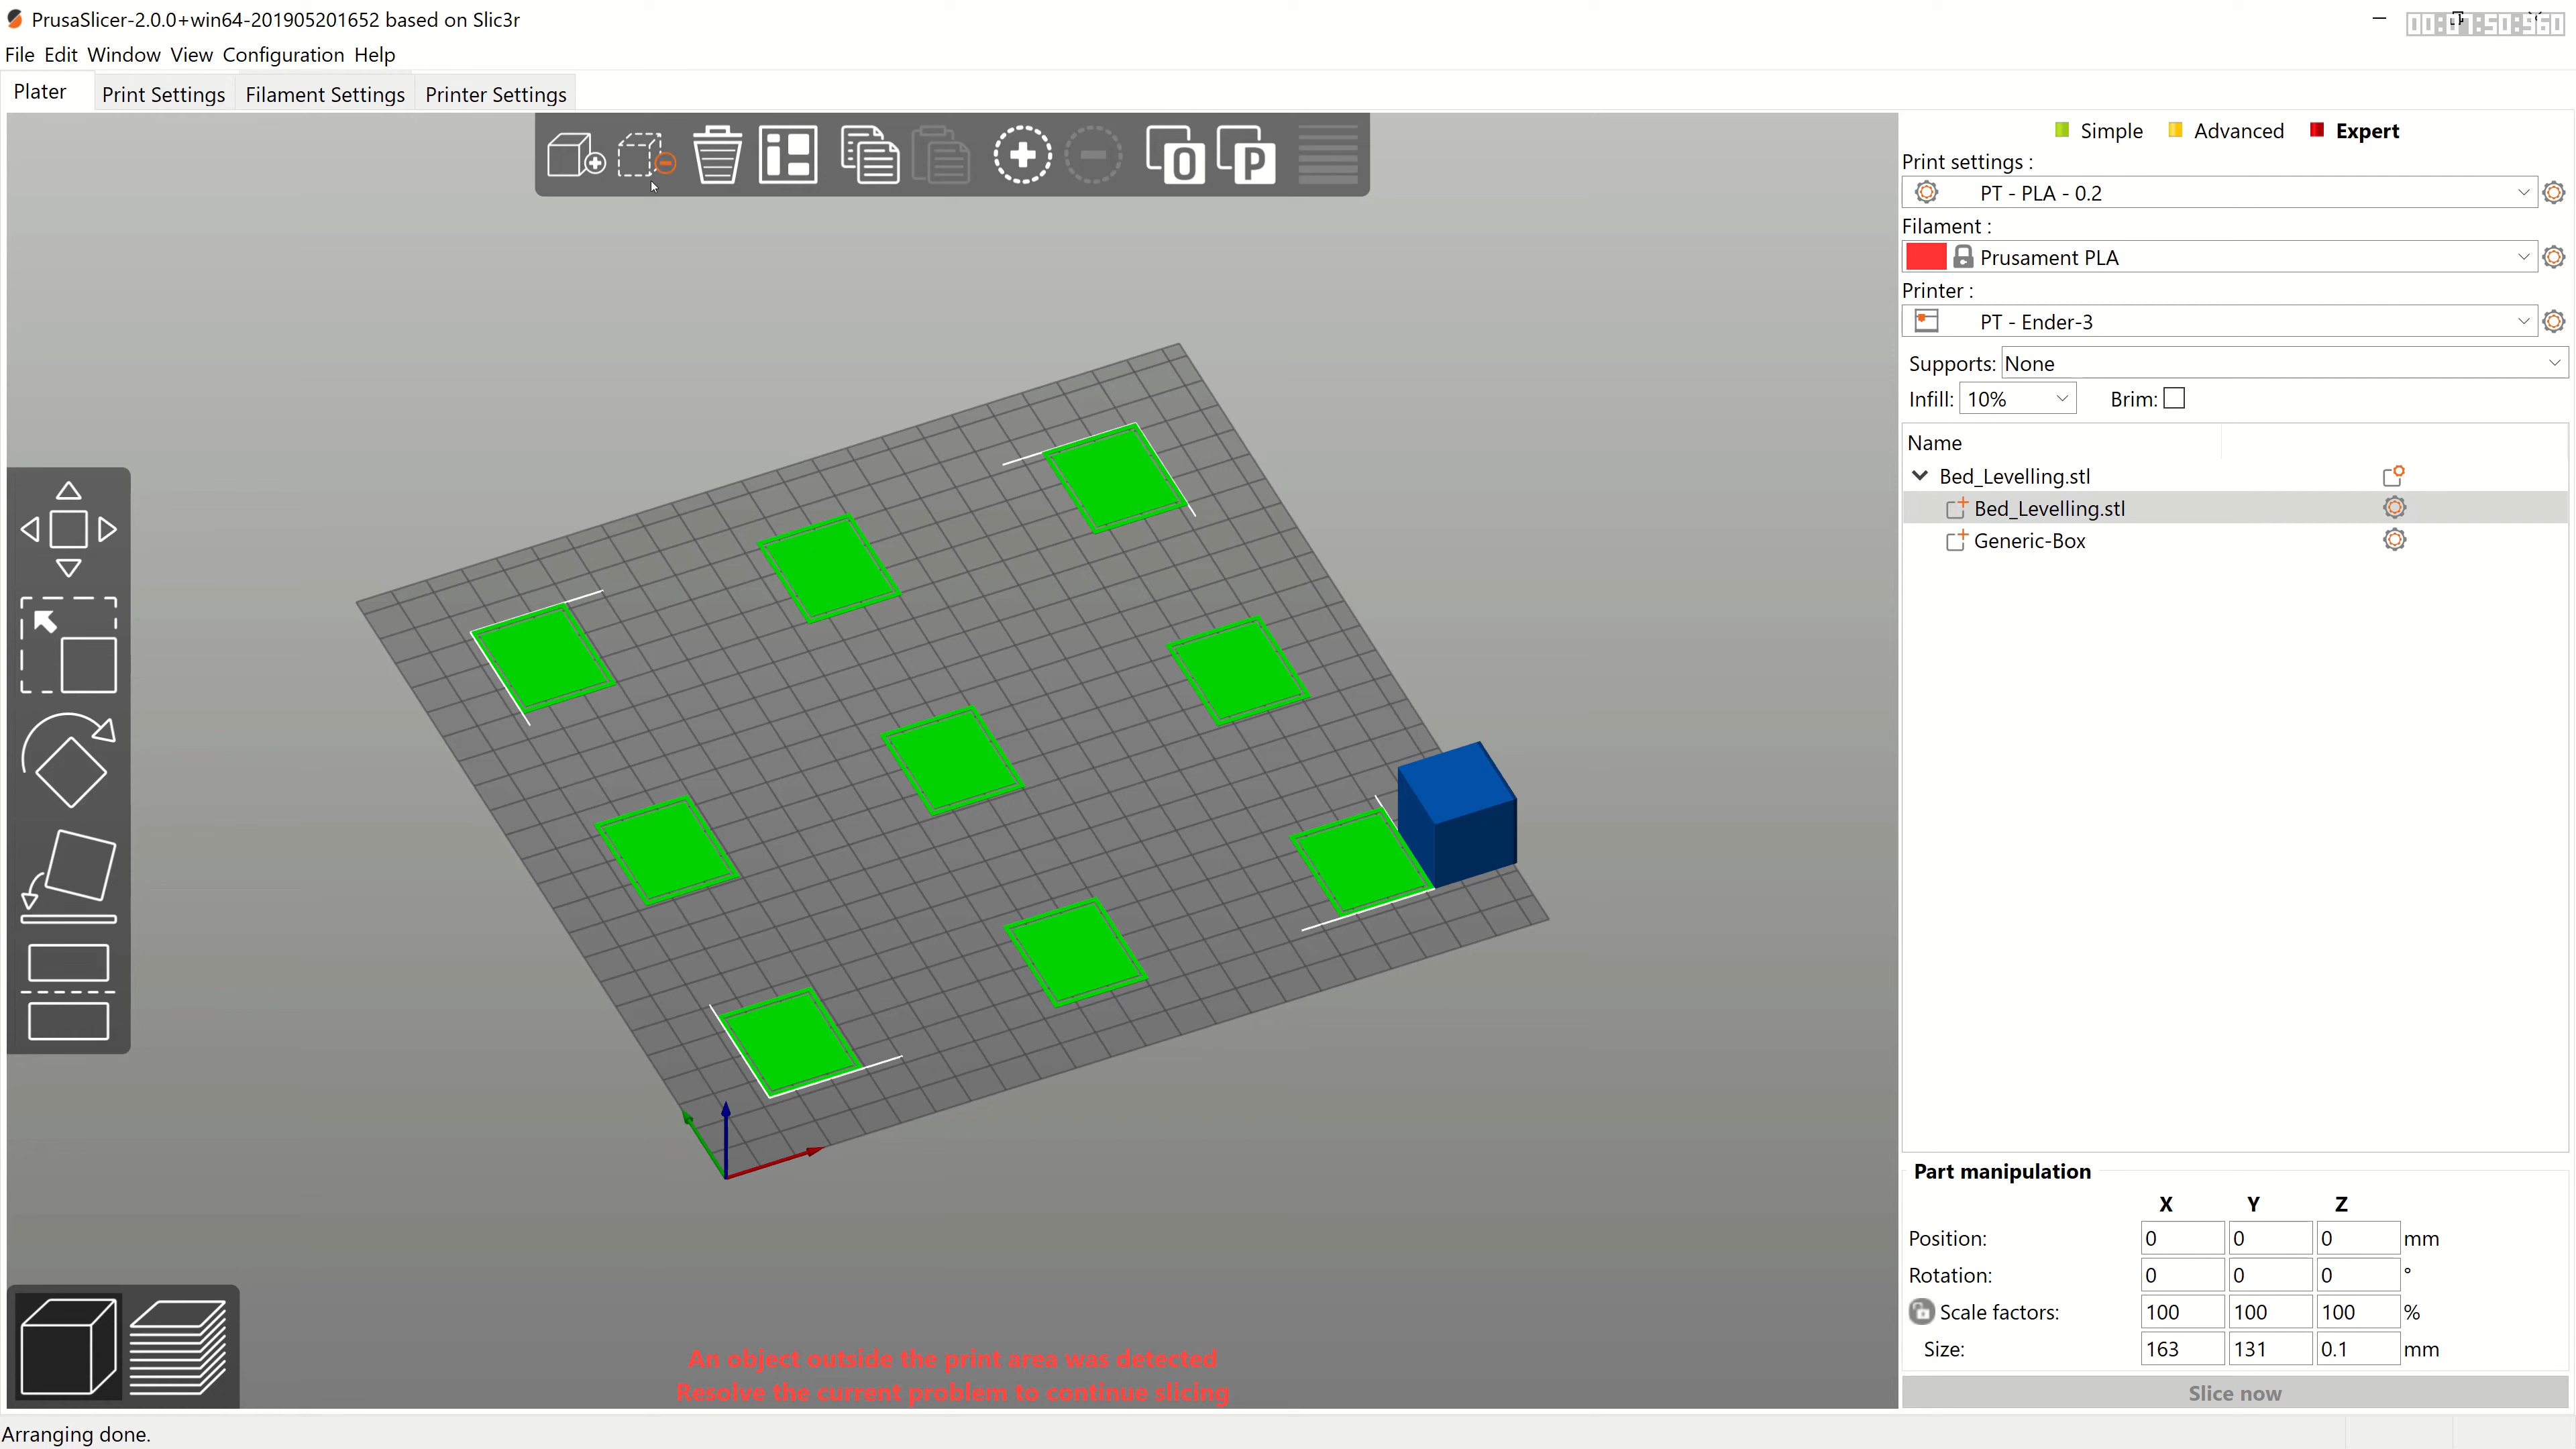 PrusaSlicer-2.0.0+win64-201905201652 based on Slic3r
File Edit Window View Configuration Help
Plater Print Settings Filament Settings Printer Settings
O P
Simple Advanced Expert
Print settings :
PT - PLA - 0.2
Filament :
Prusament PLA
Printer :
PT - Ender-3
Supports: None
Infill: 10% Brim:
Name
Bed_Levelling.stl
Bed_Levelling.stl
Generic-Box
Part manipulation
X Y Z
Position: 0 0 0 mm
Rotation: 0 0 0 °
Scale factors: 100 100 100 %
Size: 163 131 0.1 mm
An object outside the print area was detected
Resolve the current problem to continue slicing
Slice now
Arranging done.